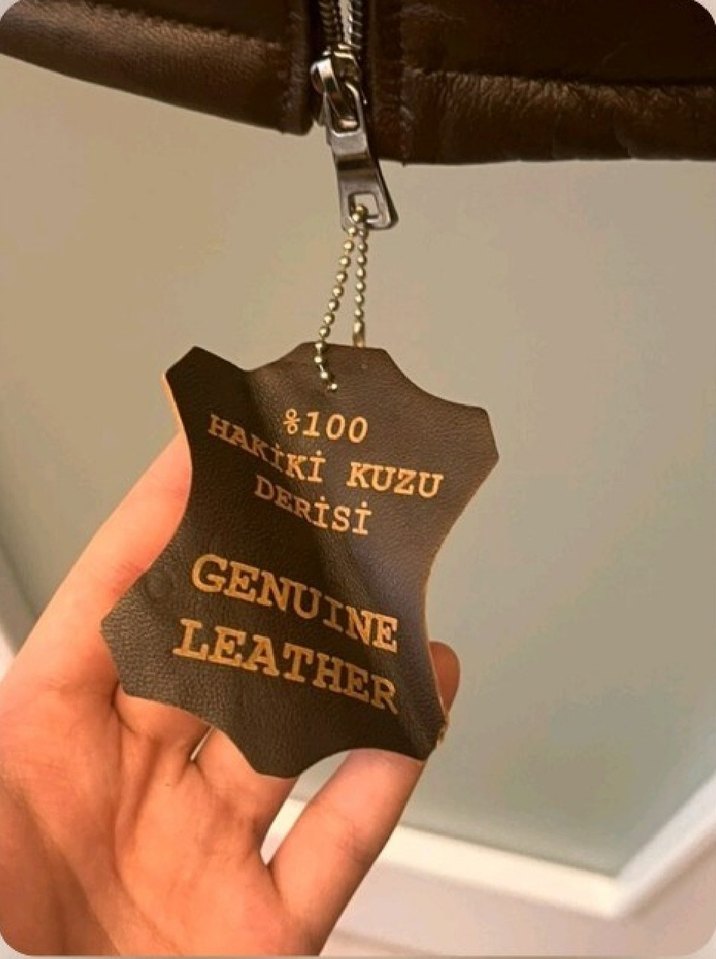 %100
HAKİKİ KUZU
DERİSİ
GENUINE
LEATHER